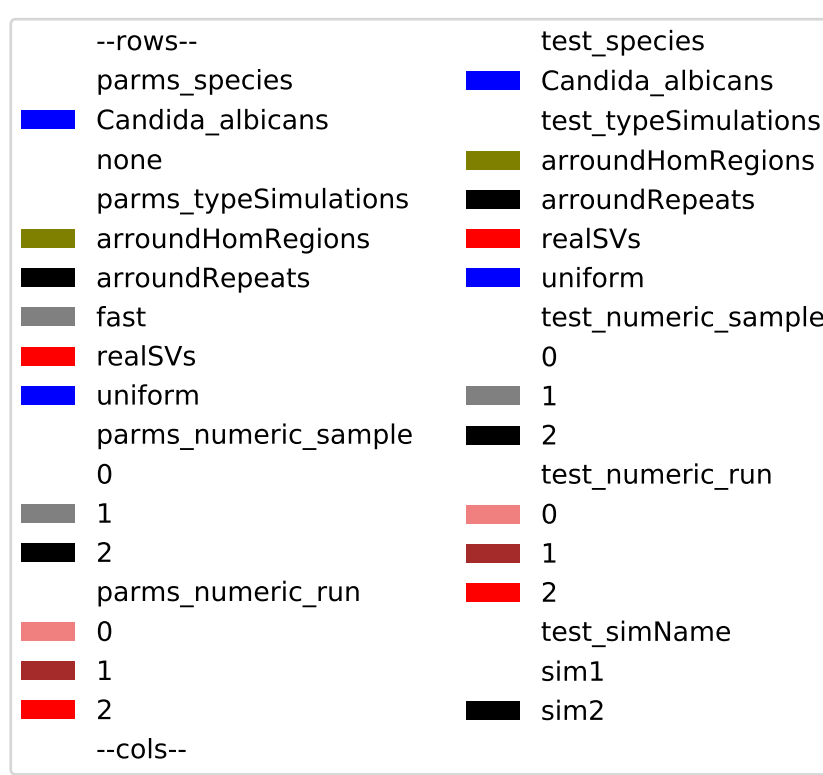 --rows--
parms_species
Candida_albicans
none
parms_typeSimulations
arroundHomRegions
arroundRepeats
fast
realSVs
uniform
parms_numeric_sample
0
1
2
parms_numeric_run
0
1
2
--cols--
test_species
Candida_albicans
test_typeSimulations
arroundHomRegions
arroundRepeats
realSVs
uniform
test_numeric_sample
0
1
2
test_numeric_run
0
1
2
test_simName
sim1
sim2